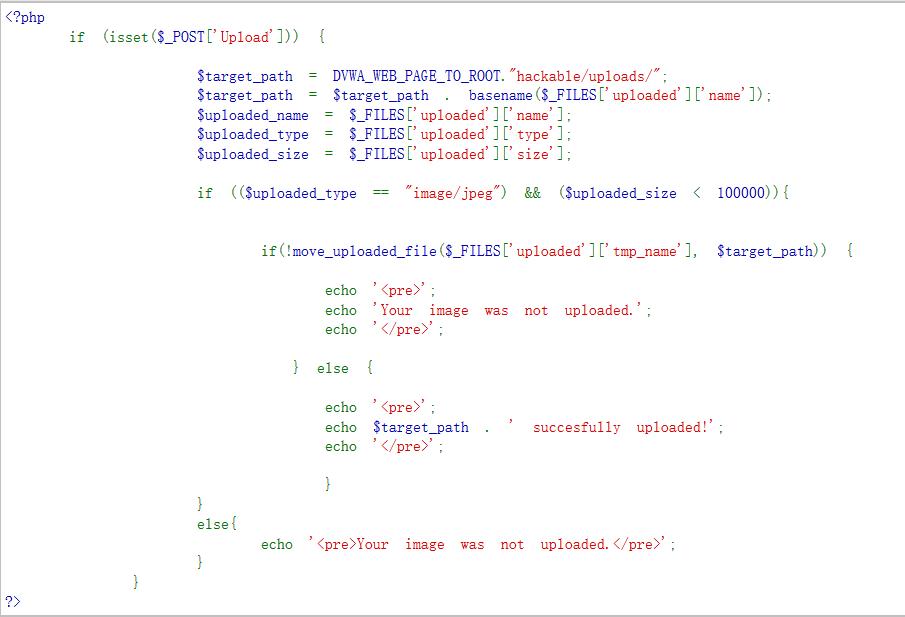 <?php
if (isset($_POST['Upload'])) {
$target_path = DVWA_WEB_PAGE_TO_ROOT."hackable/uploads/";
$target_path = $target_path . basename($_FILES['uploaded']['name']);
$uploaded_name = $_FILES['uploaded']['name'];
$uploaded_type = $_FILES['uploaded']['type'];
$uploaded_size = $_FILES['uploaded']['size'];
if (($uploaded_type == "image/jpeg") && ($uploaded_size < 100000)){
if(!move_uploaded_file($_FILES['uploaded']['tmp_name'], $target_path)) {
echo '<pre>';
echo 'Your image was not uploaded.';
echo '</pre>';
} else {
echo '<pre>';
echo $target_path . ' succesfully uploaded!';
echo '</pre>';
}
}
else{
echo '<pre>Your image was not uploaded.</pre>';
}
}
?>